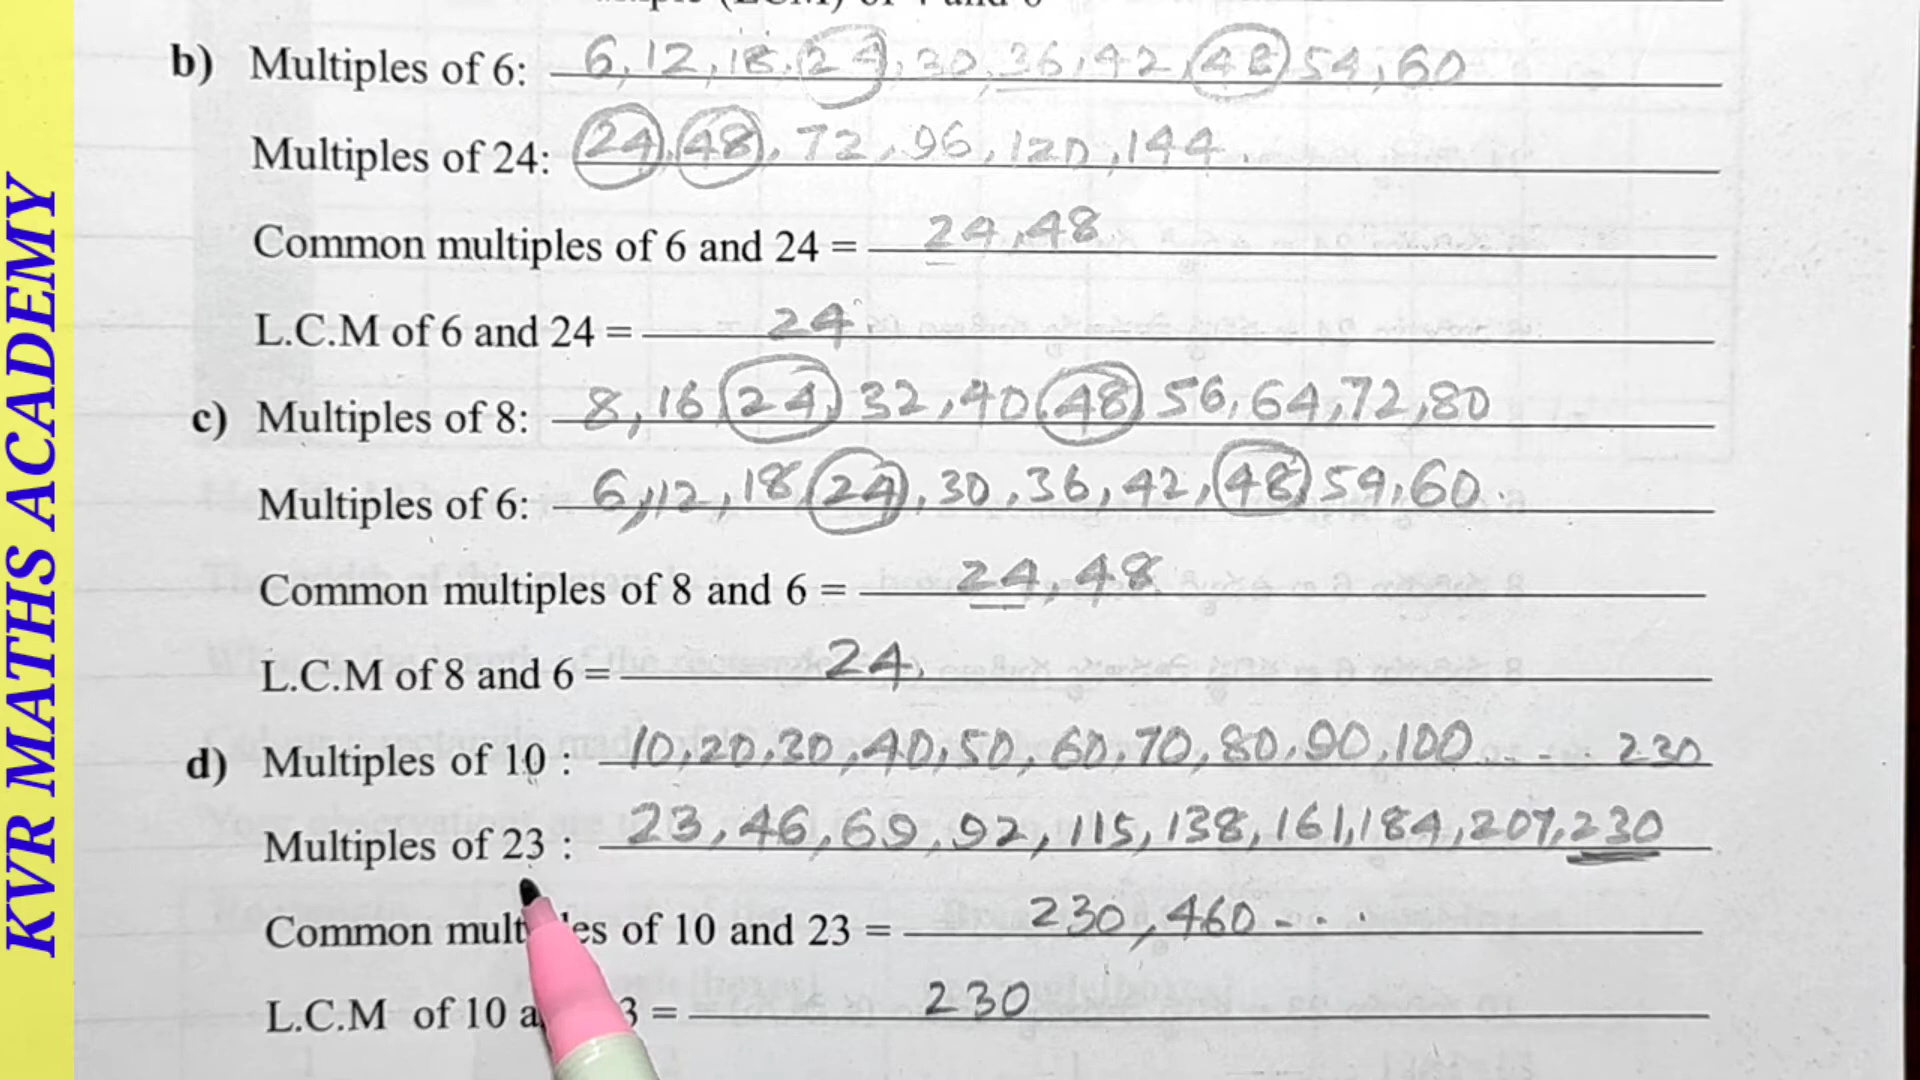 KVR MATHS ACADEMY
b) Multiples of 6: 6, 12, 18, 24, 30, 36, 42, 48 54, 60
Multiples of 24: 24, 48, 72, 96, 120, 144.
Common multiples of 6 and 24 = 24, 48
L.C.M of 6 and 24 = 24
c) Multiples of 8: 8, 16 24, 32, 40, 48 56, 64, 72, 80
Multiples of 6: 6, 12, 18, 24, 30, 36, 42, 48, 54, 60.
Common multiples of 8 and 6 = 24, 48
L.C.M of 8 and 6 = 24.
d) Multiples of 10 : 10, 20, 30, 40, 50, 60, 70, 80, 90, 100 . . . 230
Multiples of 23 : 23, 46, 69, 92, 115, 138, 161, 184, 207, 230
Common of 10 and 23 = 230, 460 - . .
L.C.M of 10 = 230